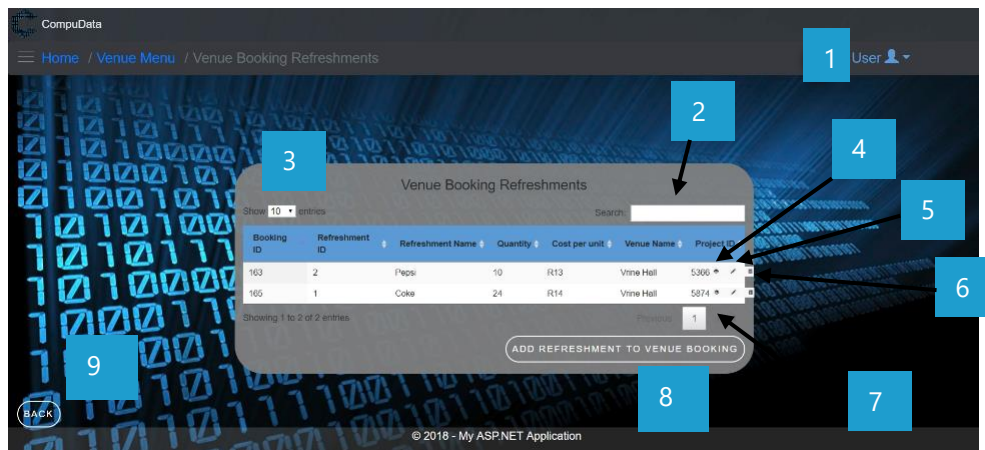 CompuData
Home / Venue Menu / Venue Booking Refreshments
1
User
2
3
4
Venue Booking Refreshments
5
Show 10 entries
Search:
Booking ID Refreshment ID Refreshment Name Quantity Cost per unit Venue Name Project ID
163 2 Pepsi 10 R13 Vrine Hall 5366
6
165 1 Coke 24 R14 Vrine Hall 5874
Showing 1 to 2 of 2 entries
Previous 1
ADD REFRESHMENT TO VENUE BOOKING
9
8
7
BACK
© 2018 - My ASP.NET Application